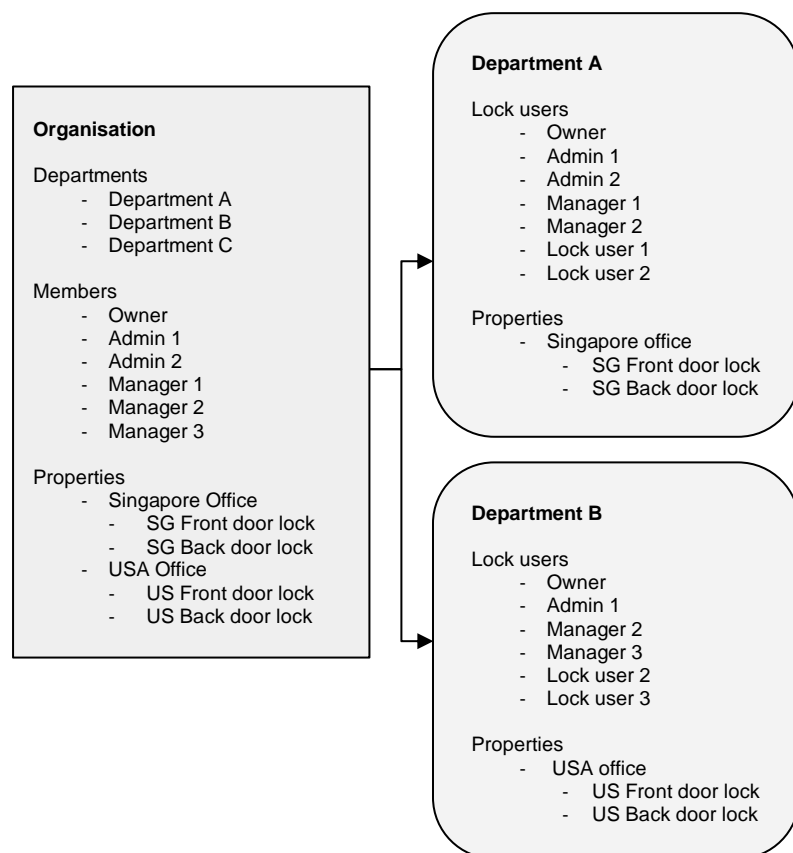 Organisation
Departments
- Department A
- Department B
- Department C
Members
- Owner
- Admin 1
- Admin 2
- Manager 1
- Manager 2
- Manager 3
Properties
- Singapore Office
- SG Front door lock
- SG Back door lock
- USA Office
- US Front door lock
- US Back door lock
Department A
Lock users
- Owner
- Admin 1
- Admin 2
- Manager 1
- Manager 2
- Lock user 1
- Lock user 2
Properties
- Singapore office
- SG Front door lock
- SG Back door lock
Department B
Lock users
- Owner
- Admin 1
- Manager 2
- Manager 3
- Lock user 2
- Lock user 3
Properties
- USA office
- US Front door lock
- US Back door lock